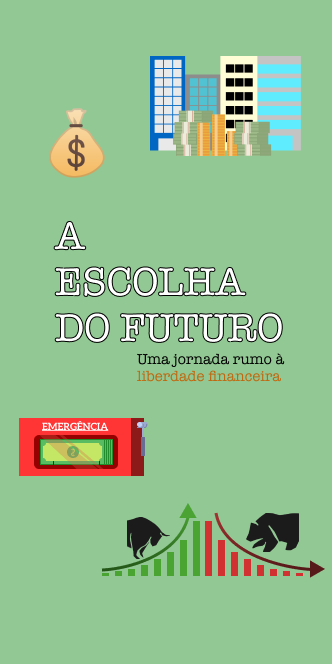 $
A
ESCOLHA
DO FUTURO
Uma jornada rumo à
liberdade financeira
EMERGÊNCIA